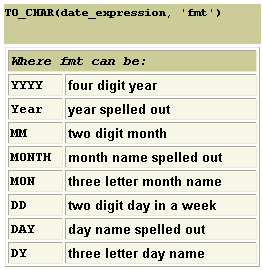 TO_CHAR(date_expression, 'fmt')
Where fmt can be:
YYYY four digit year
Year year spelled out
MM two digit month
MONTH month name spelled out
MON three letter month name
DD two digit day in a week
DAY day name spelled out
DY three letter day name